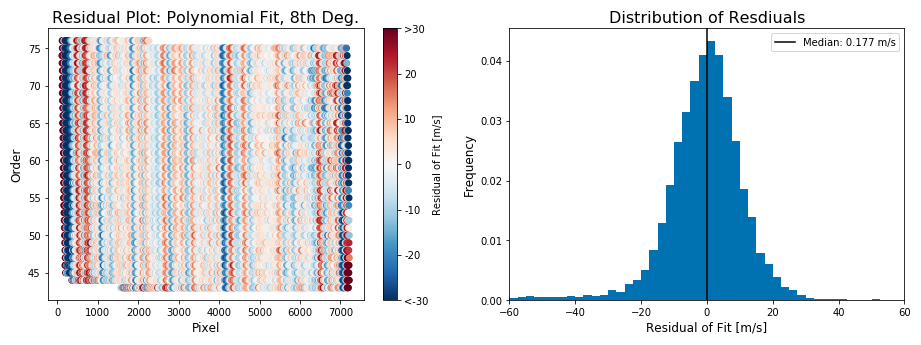 Residual Plot: Polynomial Fit, 8th Deg.
75
70
65
60
55
50
45
Order
0 1000 2000 3000 4000 5000 6000 7000
Pixel
>30
20
10
0
-10
-20
<-30
Residual of Fit [m/s]
Distribution of Resdiuals
Median: 0.177 m/s
0.04
0.03
0.02
0.01
0.00
Frequency
−60 −40 −20 0 20 40 60
Residual of Fit [m/s]